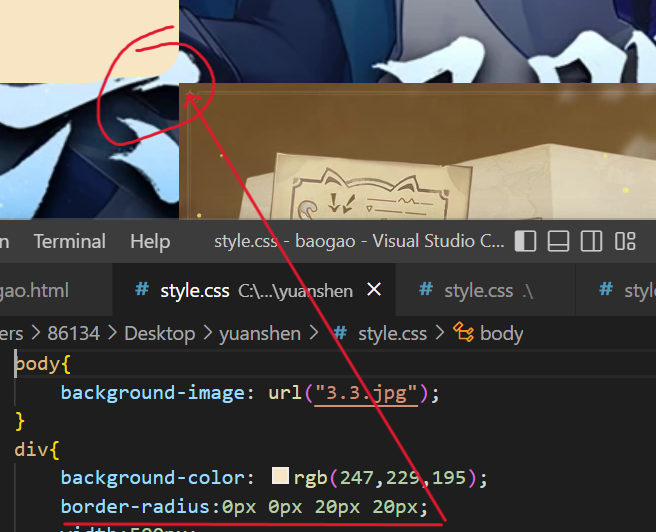 n Terminal Help style.css - baogao - Visual Studio C...
gao.html # style.css C:\...\yuanshen × # style.css .\ # styl
ers > 86134 > Desktop > yuanshen > # style.css > body
body{
background-image: url("3.3.jpg");
}
div{
background-color: rgb(247,229,195);
border-radius:0px 0px 20px 20px;